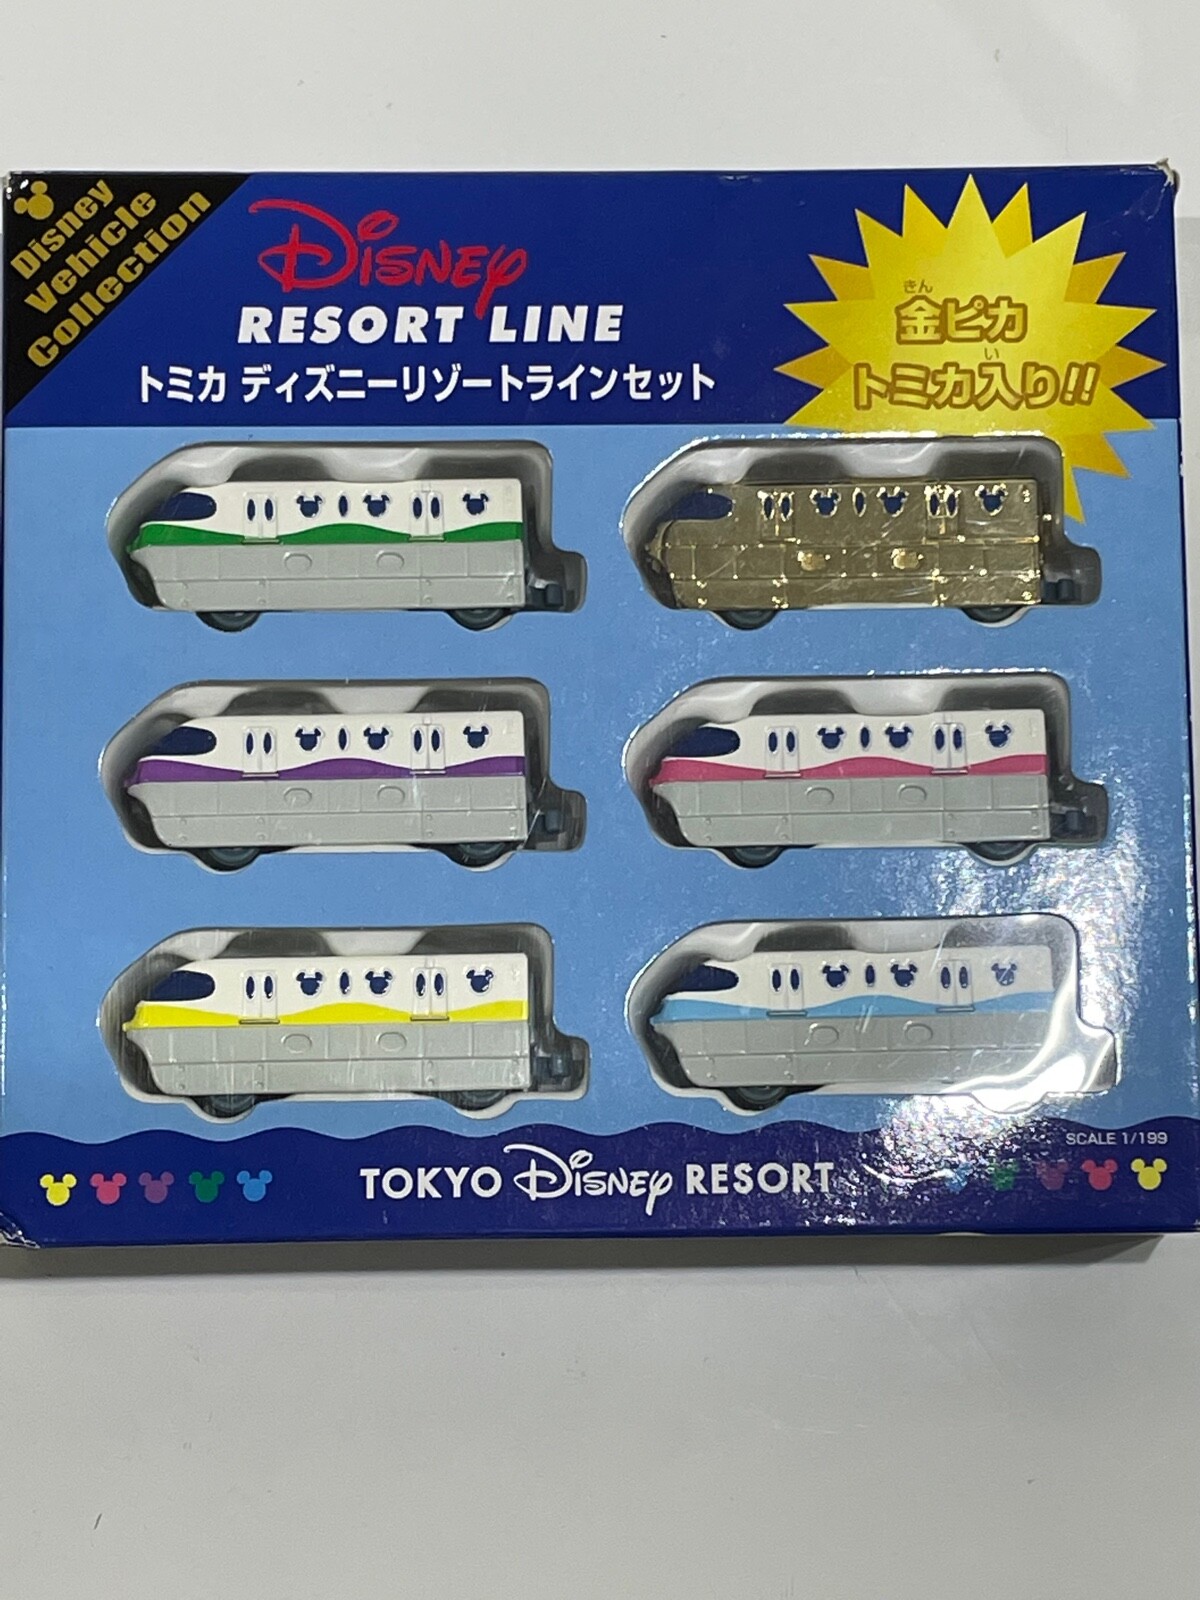 Disney
Vehicle
Collection
Disney
RESORT LINE
トミカ ディズニーリゾートラインセット
きん
金ピカ
い
トミカ入り!!
SCALE 1/199
TOKYO Disney RESORT